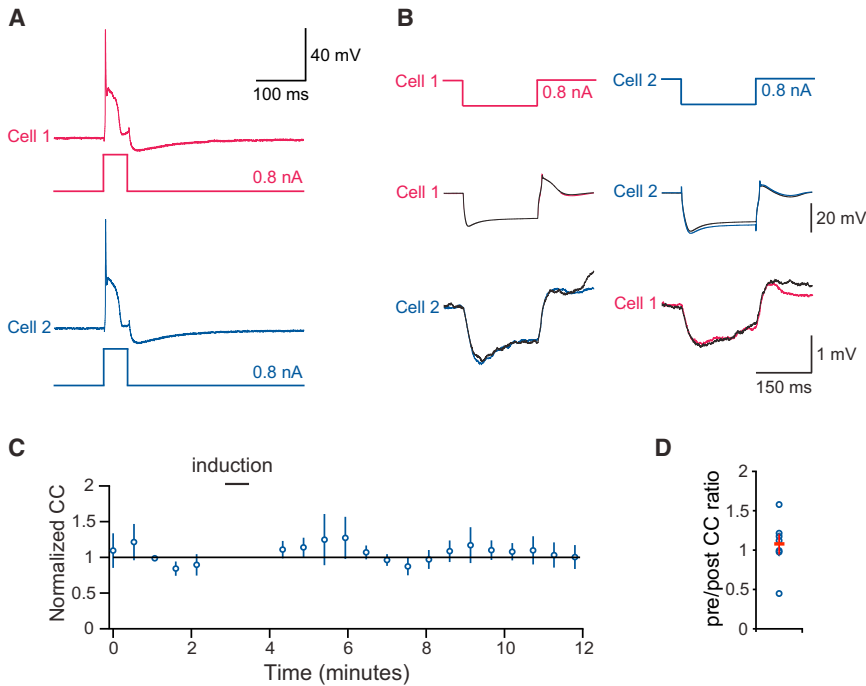 A
40 mV
100 ms
Cell 1
0.8 nA
Cell 2
0.8 nA
B
Cell 1
0.8 nA
Cell 2
0.8 nA
Cell 1
Cell 2
20 mV
Cell 2
Cell 1
1 mV
150 ms
C
induction
Normalized CC
2
1.5
1
0.5
0
0 2 4 6 8 10 12
Time (minutes)
D
pre/post CC ratio
2
1.5
1
0.5
0